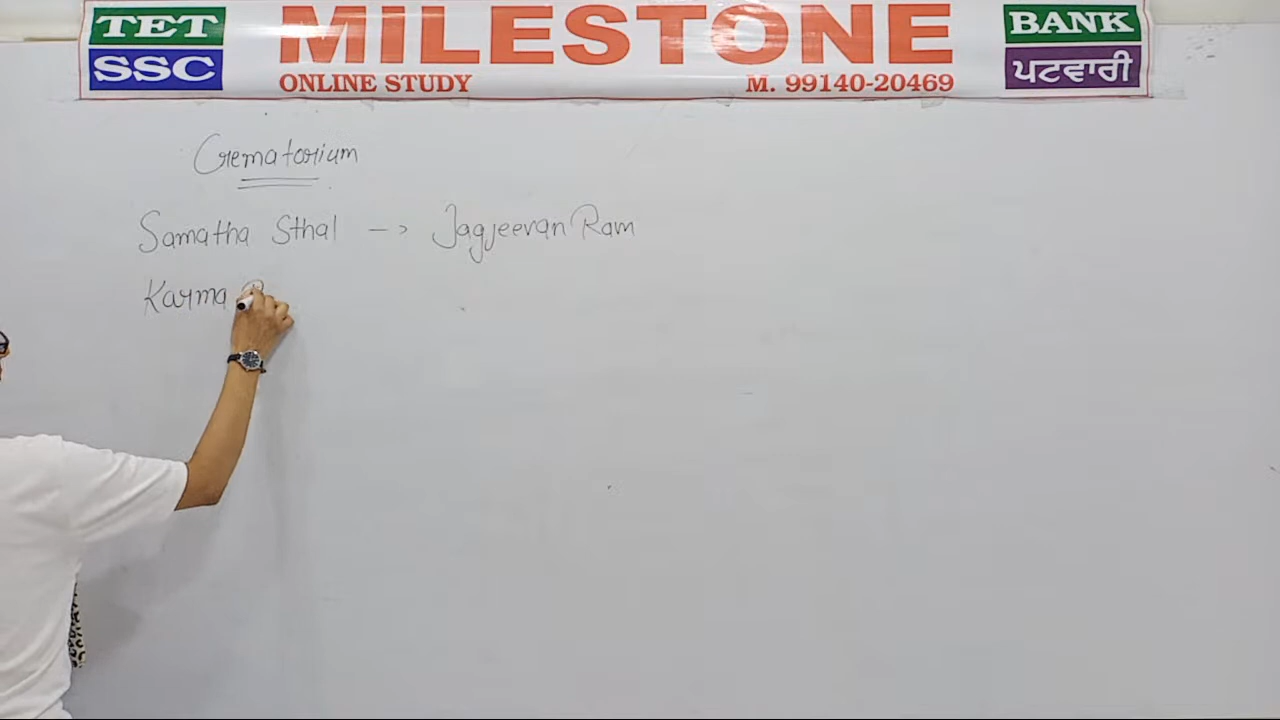 TET
SSC
MILESTONE
ONLINE STUDY
M. 99140-20469
BANK
ਪਟਵਾਰੀ
Crematorium
Samatha Sthal -> Jagjeevan Ram
Karma